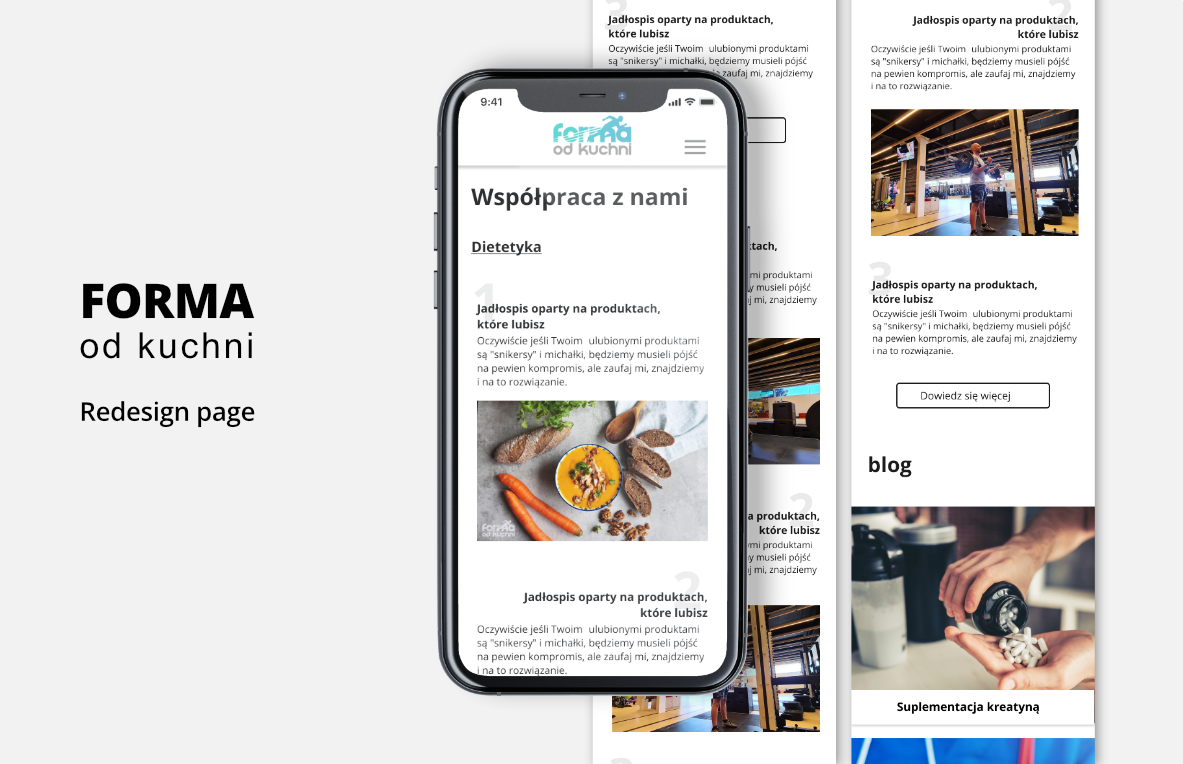 FORMA
od kuchni
Redesign page
9:41
forma
od kuchni
Współpraca z nami
Dietetyka
1
Jadłospis oparty na produktach,
które lubisz
Oczywiście jeśli Twoim ulubionymi produktami
są "snikersy" i michałki, będziemy musieli pójść
na pewien kompromis, ale zaufaj mi, znajdziemy
i na to rozwiązanie.
forma
od kuchni
2
Jadłospis oparty na produktach,
które lubisz
Oczywiście jeśli Twoim ulubionymi produktami
są "snikersy" i michałki, będziemy musieli pójść
na pewien kompromis, ale zaufaj mi, znajdziemy
i na to rozwiązanie.
3
Jadłospis oparty na produktach,
które lubisz
Oczywiście jeśli Twoim ulubionymi produktami
są "snikersy" i michałki, będziemy musieli pójść
zaufaj mi, znajdziemy
produktami
musieli pójść
mi, znajdziemy
2
na produktach,
które lubisz
produktami
musieli pójść
mi, znajdziemy
2
Jadłospis oparty na produktach,
które lubisz
Oczywiście jeśli Twoim ulubionymi produktami
są "snikersy" i michałki, będziemy musieli pójść
na pewien kompromis, ale zaufaj mi, znajdziemy
i na to rozwiązanie.
3
Jadłospis oparty na produktach,
które lubisz
Oczywiście jeśli Twoim ulubionymi produktami
są "snikersy" i michałki, będziemy musieli pójść
na pewien kompromis, ale zaufaj mi, znajdziemy
i na to rozwiązanie.
Dowiedz się więcej
blog
Suplementacja kreatyną